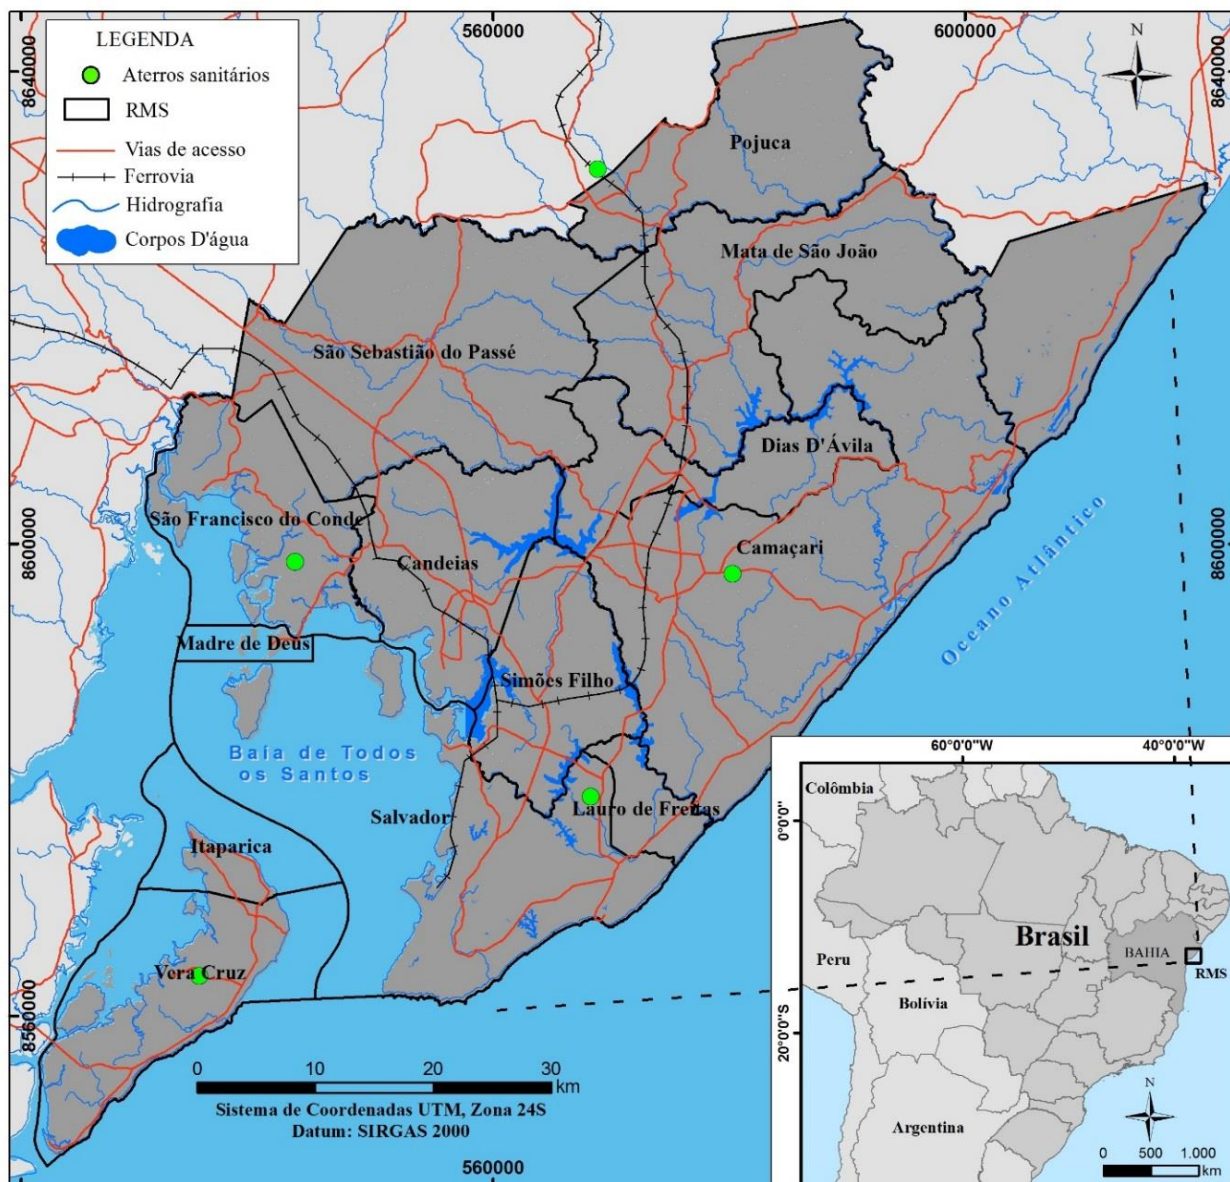 LEGENDA
Aterros sanitários
RMS
Vias de acesso
Ferrovia
Hidrografia
Corpos D'água
560000
600000
8640000
8640000
N
Pojuca
Mata de São João
São Sebastião do Passé
Dias D'Ávila
São Francisco do Conde
8600000
8600000
Candeias
Camaçari
Oceano Atlântico
Madre de Deus
Simões Filho
Baía de Todos
os Santos
Salvador
Lauro de Freitas
Itaparica
Vera Cruz
8560000
0 10 20 30
km
Sistema de Coordenadas UTM, Zona 24S
Datum: SIRGAS 2000
560000
60°0'0"W
40°0'0"W
Colômbia
0°0'0"
Brasil
BAHIA
Peru
RMS
Bolívia
20°0'0"S
N
Argentina
0 500 1.000
km